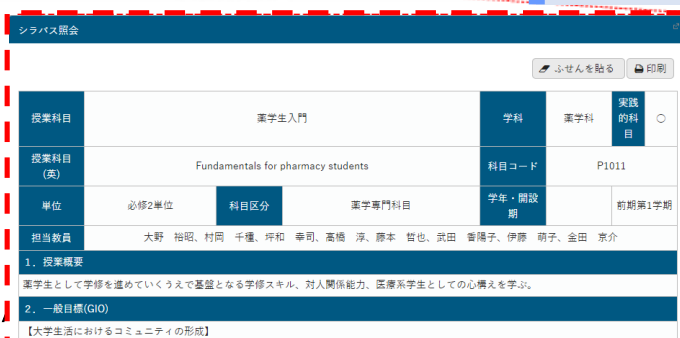 シラバス照会
ふせんを貼る 印刷
授業科目 薬学生入門 学科 薬学科 実践的科目 ○
授業科目(英) Fundamentals for pharmacy students 科目コード P1011
単位 必修2単位 科目区分 薬学専門科目 学年・開設期 前期第1学期
担当教員 大野 裕昭、村岡 千種、坪和 幸司、高橋 淳、藤本 哲也、武田 香陽子、伊藤 萌子、金田 京介
1．授業概要
薬学生として学修を進めていくうえで基盤となる学修スキル、対人関係能力、医療系学生としての心構えを学ぶ。
2．一般目標(GIO)
【大学生活におけるコミュニティの形成】